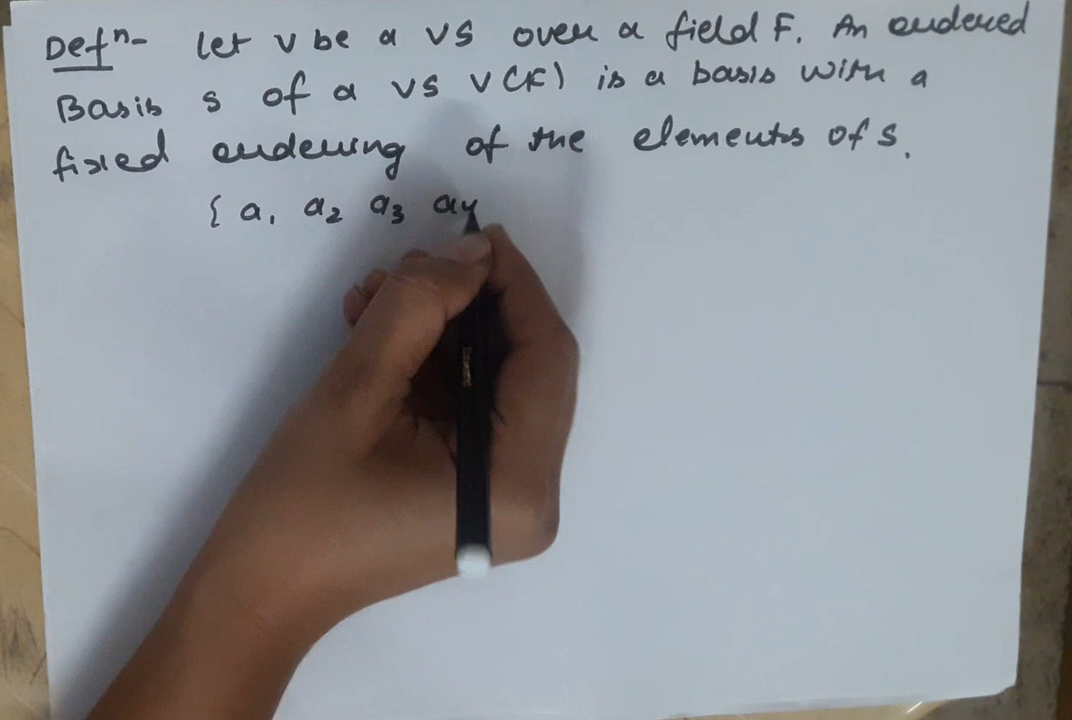 Defⁿ- Let V be a VS over a field F. An ordered
Basis s of a VS V(F) is a basis with a
fixed ordering of the elements of s.
{ a₁ a₂ a₃ a₄